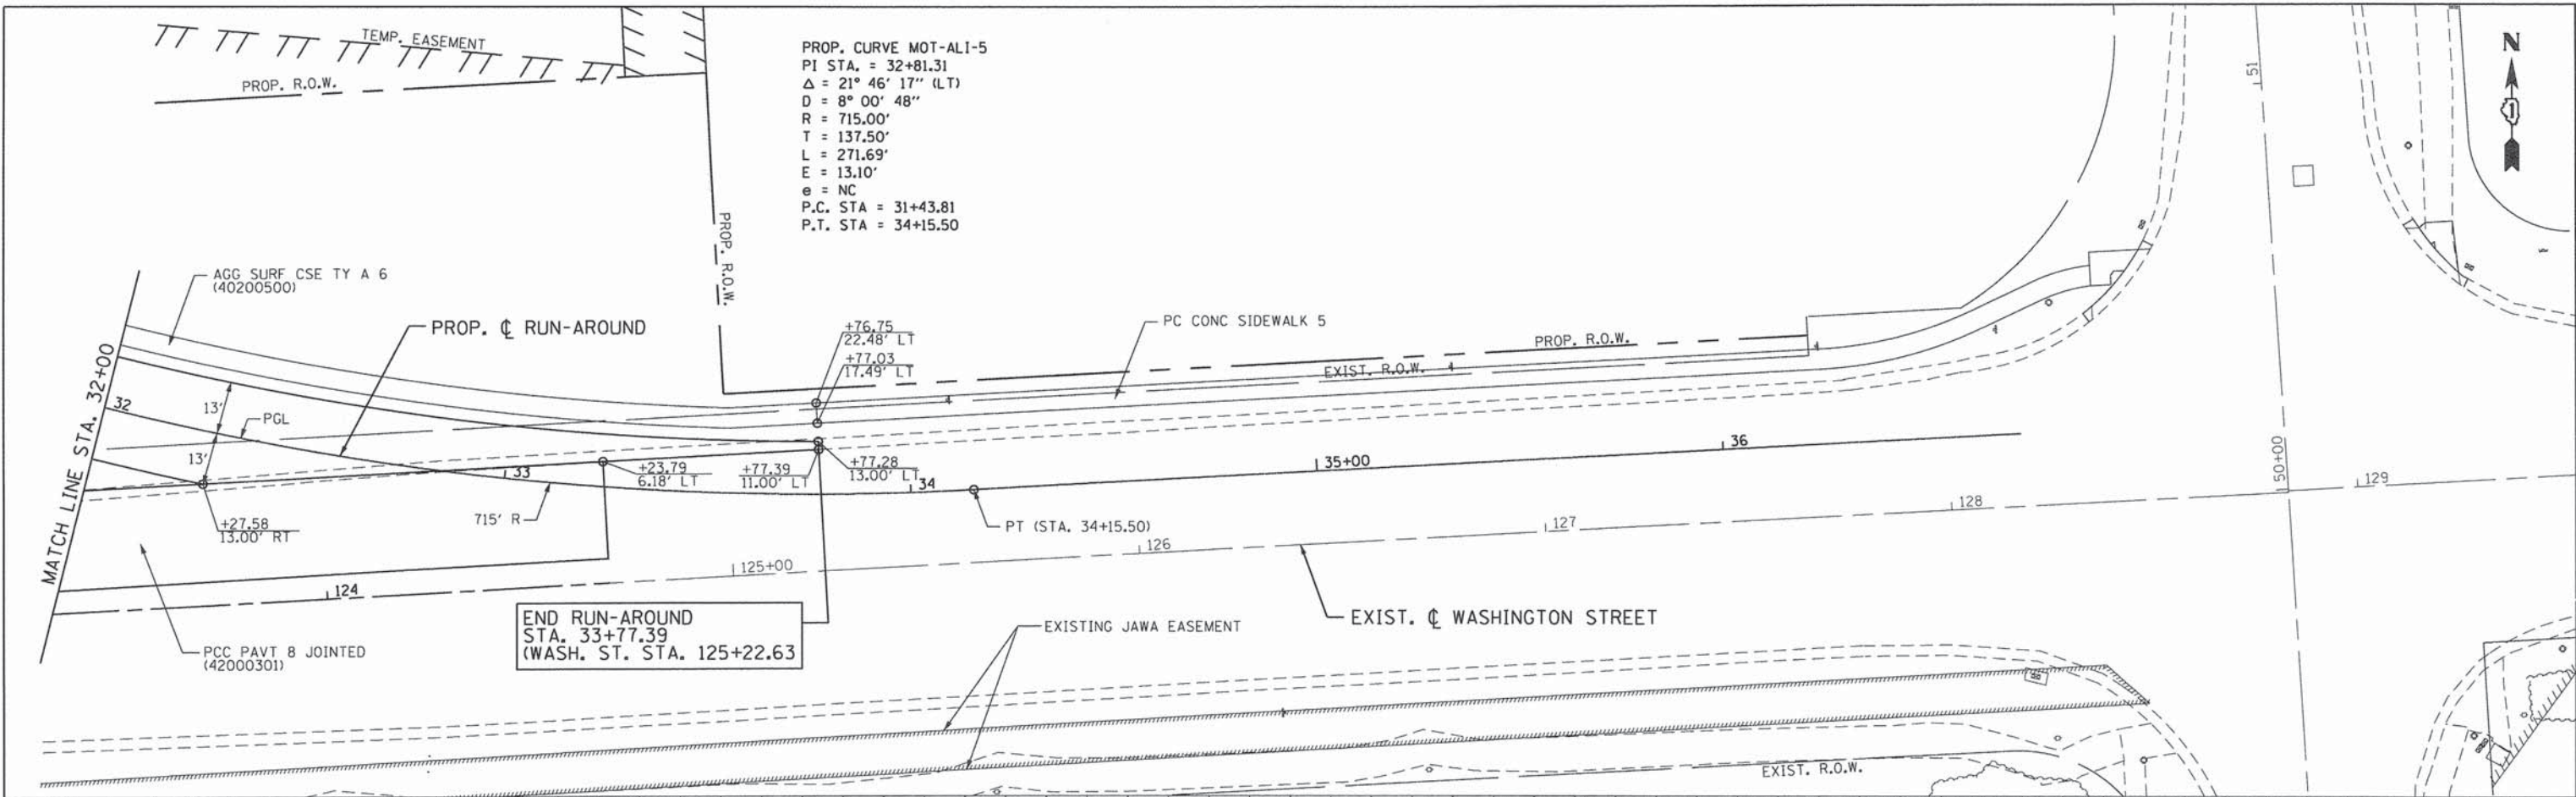 TEMP. EASEMENT
PROP. R.O.W.
PROP. R.O.W.
PROP. CURVE MOT-ALI-5
PI STA. = 32+81.31
Δ = 21° 46' 17" (LT)
D = 8° 00' 48"
R = 715.00'
T = 137.50'
L = 271.69'
E = 13.10'
e = NC
P.C. STA = 31+43.81
P.T. STA = 34+15.50
N
51
AGG SURF CSE TY A 6
(40200500)
PROP. ℄ RUN-AROUND
+76.75
22.48' LT
+77.03
17.49' LT
PC CONC SIDEWALK 5
PROP. R.O.W.
EXIST. R.O.W.
MATCH LINE STA. 32+00
32
13'
PGL
13'
33
+23.79
6.18' LT
+77.39
11.00' LT
+77.28
13.00' LT
34
35+00
36
50+00
129
128
127
126
125+00
124
+27.58
13.00' RT
715' R
PT (STA. 34+15.50)
END RUN-AROUND
STA. 33+77.39
(WASH. ST. STA. 125+22.63
EXISTING JAWA EASEMENT
EXIST. ℄ WASHINGTON STREET
PCC PAVT 8 JOINTED
(42000301)
EXIST. R.O.W.